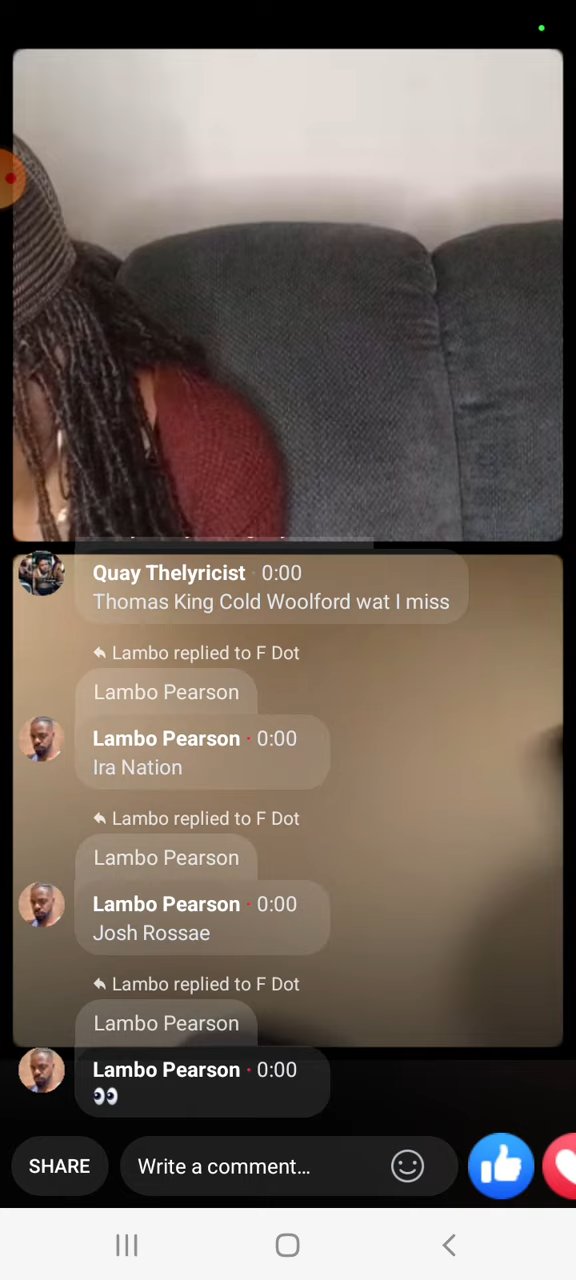 Quay Thelyricist · 0:00
Thomas King Cold Woolford wat I miss
Lambo replied to F Dot
Lambo Pearson
Lambo Pearson · 0:00
Ira Nation
Lambo replied to F Dot
Lambo Pearson
Lambo Pearson · 0:00
Josh Rossae
Lambo replied to F Dot
Lambo Pearson
Lambo Pearson · 0:00
👀
SHARE
Write a comment...